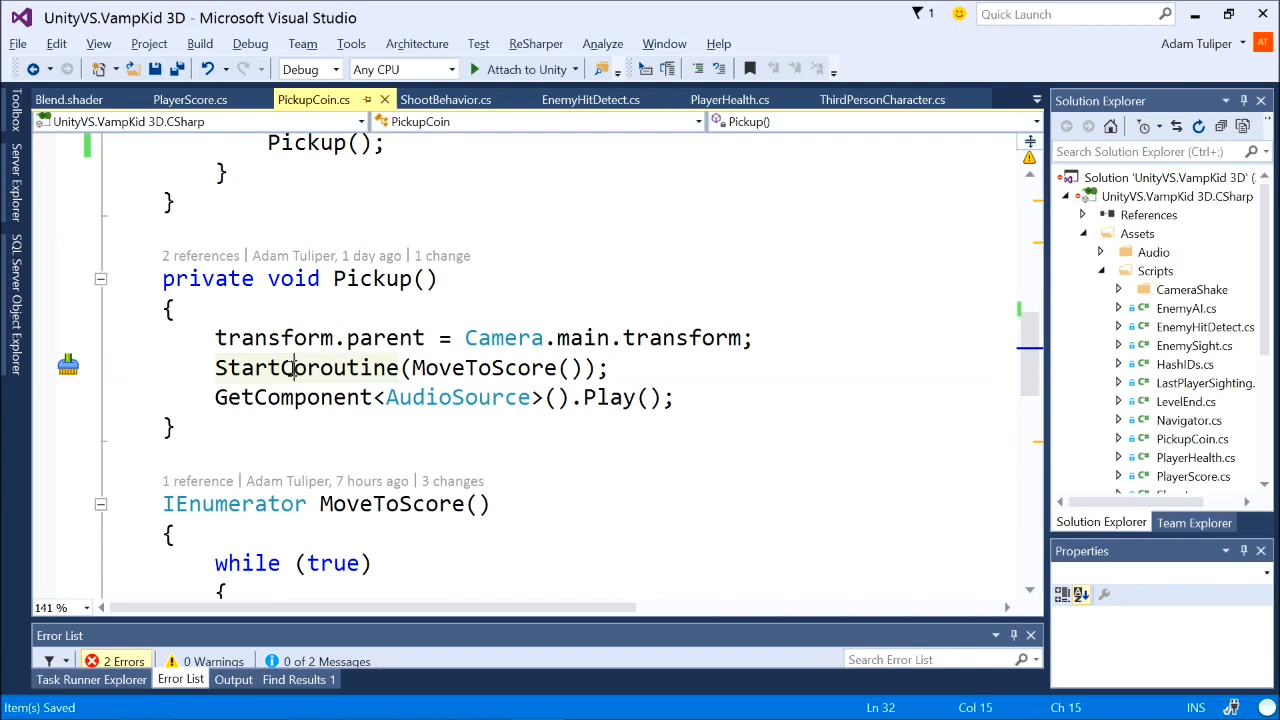 UnityVS.VampKid 3D - Microsoft Visual Studio
1
Quick Launch
File Edit View Project Build Debug Team Tools Architecture Test ReSharper Analyze Window Help
Adam Tuliper
AT
Debug
Any CPU
Attach to Unity
Blend.shader
PlayerScore.cs
PickupCoin.cs
ShootBehavior.cs
EnemyHitDetect.cs
PlayerHealth.cs
ThirdPersonCharacter.cs
UnityVS.VampKid 3D.CSharp
PickupCoin
Pickup()
Toolbox
Server Explorer
SQL Server Object Explorer
Pickup();
}
}
2 references | Adam Tuliper, 1 day ago | 1 change
private void Pickup()
{
transform.parent = Camera.main.transform;
StartCoroutine(MoveToScore());
GetComponent<AudioSource>().Play();
}
1 reference | Adam Tuliper, 7 hours ago | 3 changes
IEnumerator MoveToScore()
{
while (true)
{
141 %
Solution Explorer
Search Solution Explorer (Ctrl+;)
Solution 'UnityVS.VampKid 3D' (
UnityVS.VampKid 3D.CSharp
References
Assets
Audio
Scripts
CameraShake
EnemyAI.cs
EnemyHitDetect.cs
EnemySight.cs
HashIDs.cs
LastPlayerSighting.
LevelEnd.cs
Navigator.cs
PickupCoin.cs
PlayerHealth.cs
PlayerScore.cs
Solution Explorer
Team Explorer
Properties
Error List
2 Errors
0 Warnings
0 of 2 Messages
Search Error List
Task Runner Explorer
Error List
Output
Find Results 1
Item(s) Saved
Ln 32
Col 15
Ch 15
INS